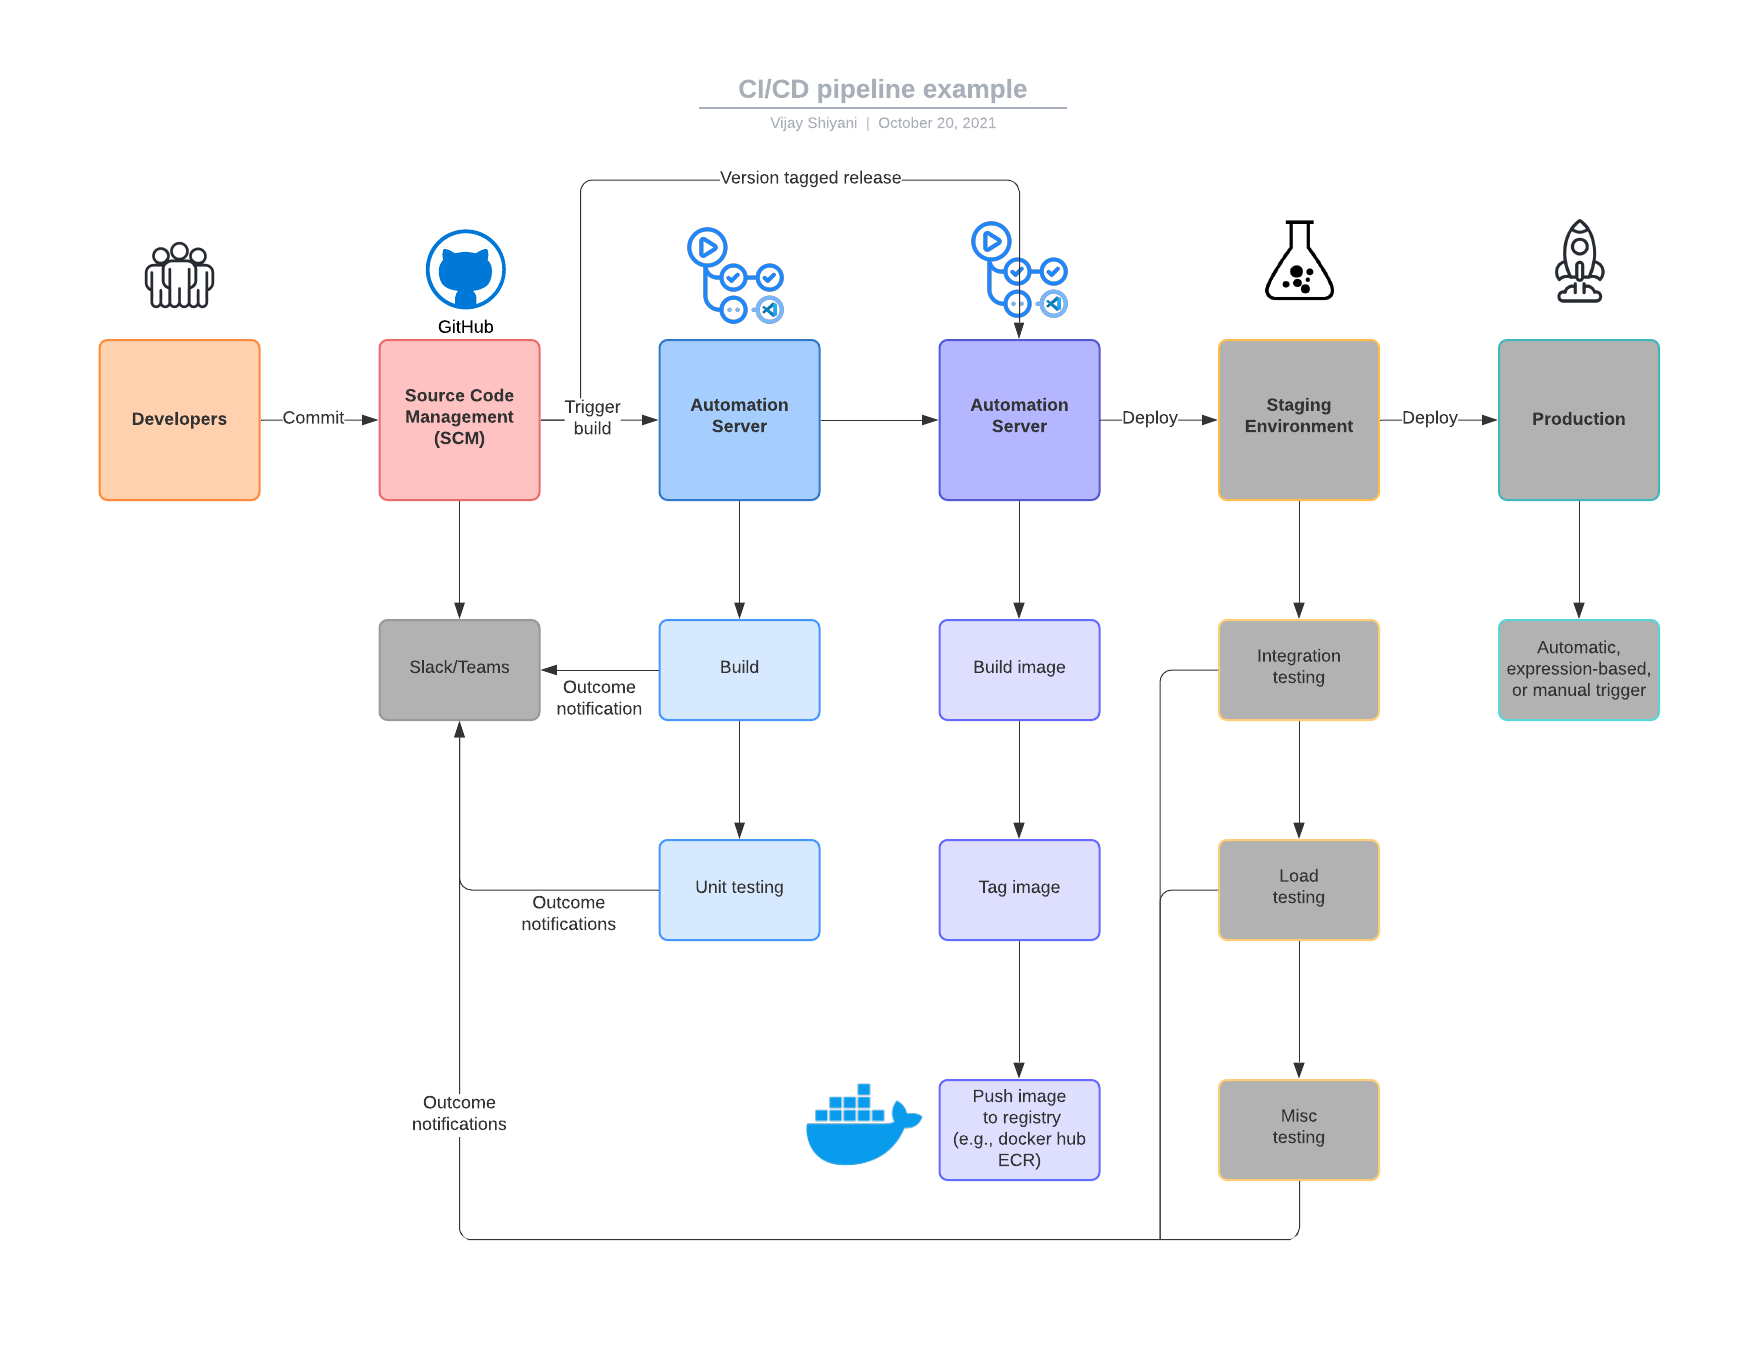 CI/CD pipeline example
Vijay Shiyani | October 20, 2021
Version tagged release
GitHub
Developers
Commit
Source Code
Management
(SCM)
Trigger
build
Automation
Server
Automation
Server
Deploy
Staging
Environment
Deploy
Production
Slack/Teams
Outcome
notification
Build
Build image
Integration
testing
Automatic,
expression-based,
or manual trigger
Outcome
notifications
Unit testing
Tag image
Load
testing
Outcome
notifications
Push image
to registry
(e.g., docker hub
ECR)
Misc
testing